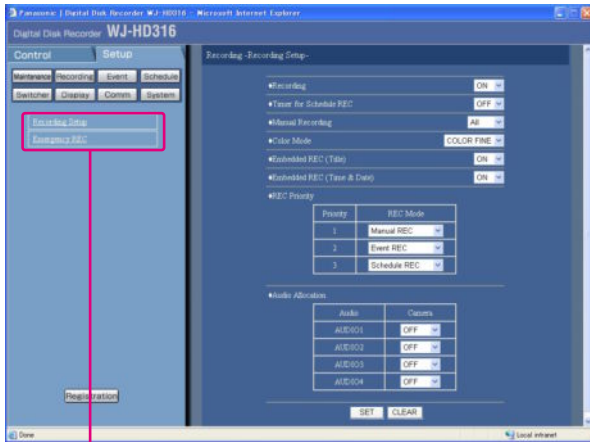 Panasonic | Digital Disk Recorder WJ-HD316 - Microsoft Internet Explorer
Digital Disk Recorder WJ-HD316
Control Setup
Maintenance Recording Event Schedule
Switcher Display Comm System
Recording Setup
Emergency REC
Registration
Recording -Recording Setup-
♦Recording ON
♦Timer for Schedule REC OFF
♦Manual Recording All
♦Color Mode COLOR FINE
♦Embedded REC (Title) ON
♦Embedded REC (Time & Date) ON
♦REC Priority
Priority REC Mode
1 Manual REC
2 Event REC
3 Schedule REC
♦Audio Allocation
Audio Camera
AUDIO1 OFF
AUDIO2 OFF
AUDIO3 OFF
AUDIO4 OFF
SET CLEAR
Done Local intranet